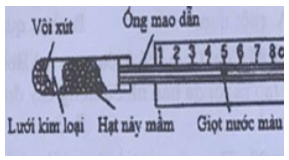 Vôi xút
Ống mao dẫn
1 2 3 4 5 6 7 8
Lưới kim loại
Hạt nảy mầm
Giọt nước màu